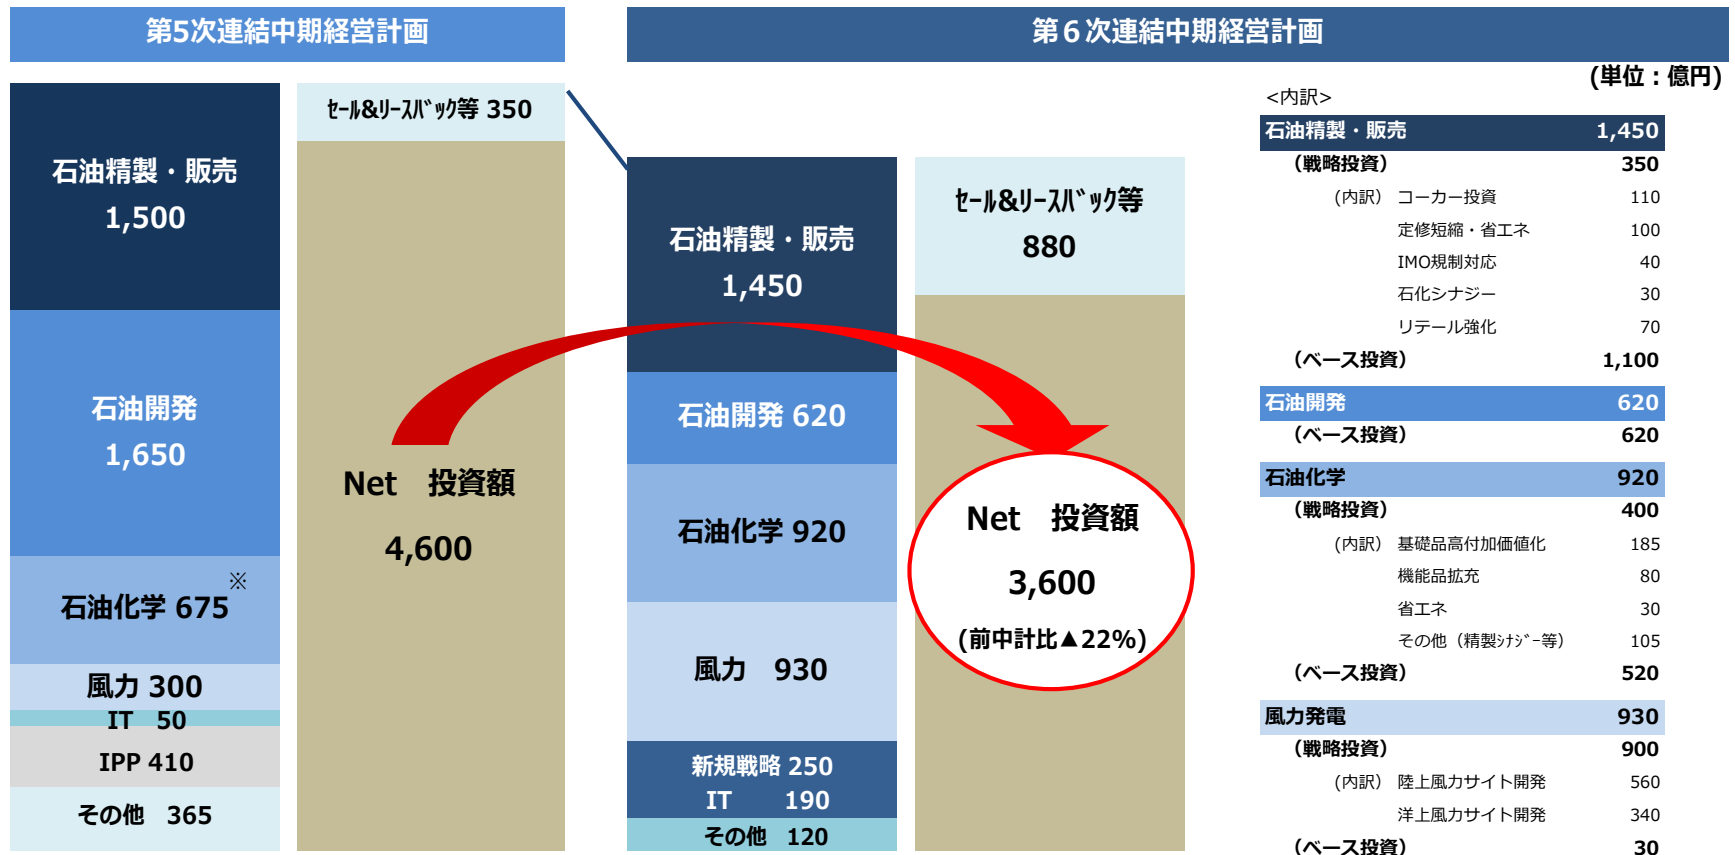 第5次連結中期経営計画
石油精製・販売
1,500
石油開発
1,650
※
石油化学 675
風力 300
IT 50
IPP 410
その他 365
ｾｰﾙ&ﾘｰｽﾊﾞｯｸ等 350
Net 投資額
4,600
第６次連結中期経営計画
(単位：億円)
石油精製・販売
1,450
石油開発 620
石油化学 920
風力 930
新規戦略 250
IT 190
その他 120
ｾｰﾙ&ﾘｰｽﾊﾞｯｸ等
880
Net 投資額
3,600
(前中計比▲22%)
<内訳>
石油精製・販売 1,450
（戦略投資） 350
(内訳) コーカー投資 110
定修短縮・省エネ 100
IMO規制対応 40
石化シナジー 30
リテール強化 70
（ベース投資） 1,100
石油開発 620
（ベース投資） 620
石油化学 920
（戦略投資） 400
(内訳) 基礎品高付加価値化 185
機能品拡充 80
省エネ 30
その他（精製ｼﾅｼﾞｰ等） 105
（ベース投資） 520
風力発電 930
（戦略投資） 900
(内訳) 陸上風力サイト開発 560
洋上風力サイト開発 340
（ベース投資） 30